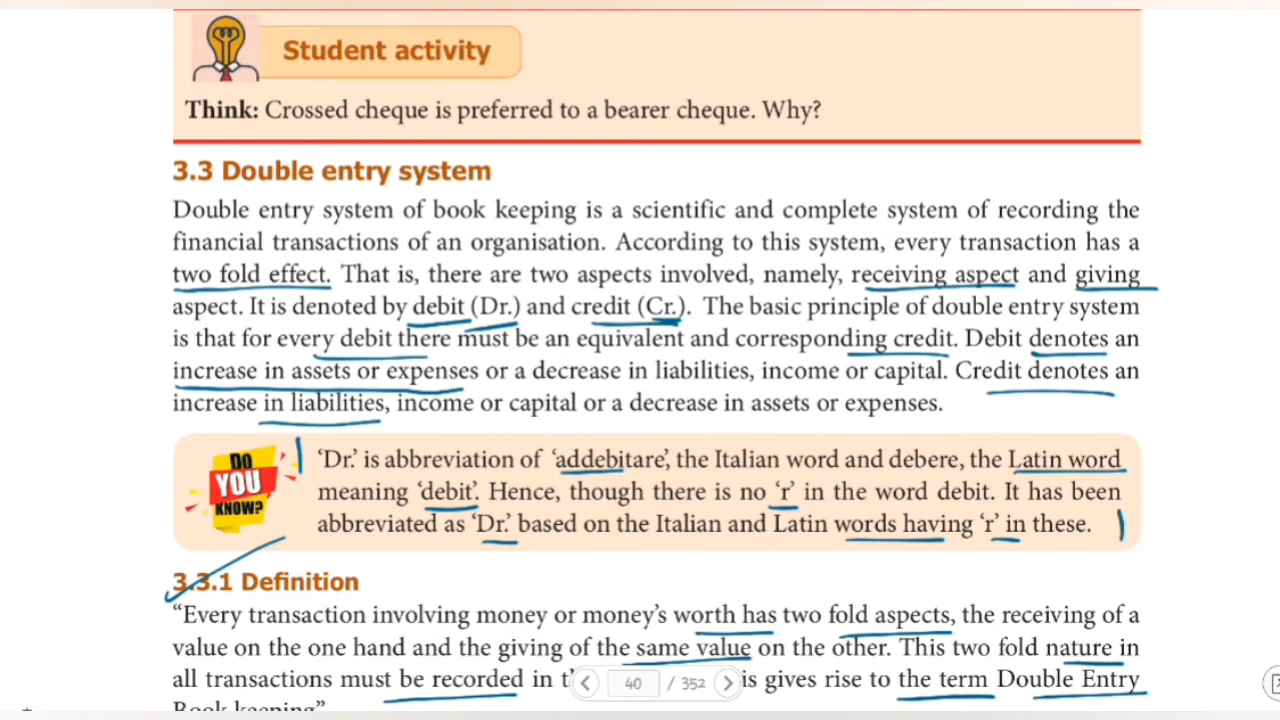 Student activity
Think: Crossed cheque is preferred to a bearer cheque. Why?
3.3 Double entry system
Double entry system of book keeping is a scientific and complete system of recording the
financial transactions of an organisation. According to this system, every transaction has a
two fold effect. That is, there are two aspects involved, namely, receiving aspect and giving
aspect. It is denoted by debit (Dr.) and credit (Cr.). The basic principle of double entry system
is that for every debit there must be an equivalent and corresponding credit. Debit denotes an
increase in assets or expenses or a decrease in liabilities, income or capital. Credit denotes an
increase in liabilities, income or capital or a decrease in assets or expenses.
DO
YOU
KNOW?
‘Dr.’ is abbreviation of ‘addebitare’, the Italian word and debere, the Latin word
meaning ‘debit’. Hence, though there is no ‘r’ in the word debit. It has been
abbreviated as ‘Dr.’ based on the Italian and Latin words having ‘r’ in these.
3.3.1 Definition
“Every transaction involving money or money’s worth has two fold aspects, the receiving of a
value on the one hand and the giving of the same value on the other. This two fold nature in
all transactions must be recorded in is gives rise to the term Double Entry
Book keeping”
40 / 352